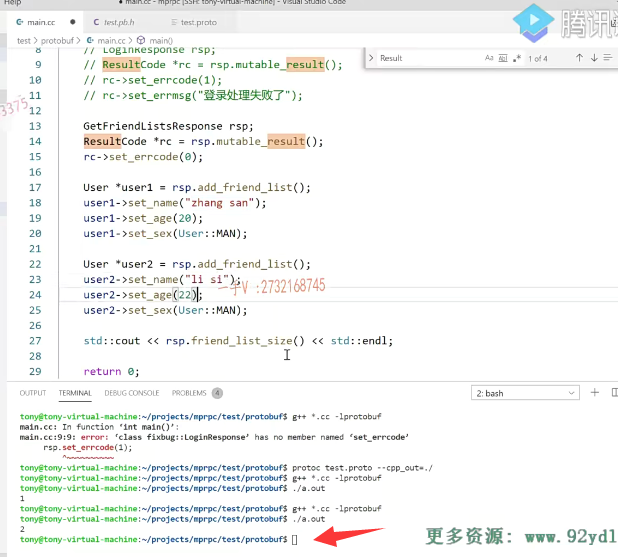 Help
main.cc [SSH: tony-virtual-machine] - mprpc - Visual Studio Code
腾讯
main.cc
test.pb.h
test.proto
test > protobuf > main.cc > main()
Result
Aa
1 of 4
3375
8 // LoginResponse rsp;
9 // ResultCode *rc = rsp.mutable_result();
10 // rc->set_errcode(1);
11 // rc->set_errmsg("登录处理失败了");
12
13 GetFriendListsResponse rsp;
14 ResultCode *rc = rsp.mutable_result();
15 rc->set_errcode(0);
16
17 User *user1 = rsp.add_friend_list();
18 user1->set_name("zhang san");
19 user1->set_age(20);
20 user1->set_sex(User::MAN);
21
22 User *user2 = rsp.add_friend_list();
23 user2->set_name("li si");
一手V :2732168745
24 user2->set_age(22);
25 user2->set_sex(User::MAN);
26
27 std::cout << rsp.friend_list_size() << std::endl;
28
29 return 0;
OUTPUT TERMINAL DEBUG CONSOLE PROBLEMS 4
2: bash
tony@tony-virtual-machine:~/projects/mprpc/test/protobuf$ g++ *.cc -lprotobuf
main.cc: In function ‘int main()’:
main.cc:9:9: error: ‘class fixbug::LoginResponse’ has no member named ‘set_errcode’
rsp.set_errcode(1);
^~~~~~~~~~~
tony@tony-virtual-machine:~/projects/mprpc/test/protobuf$ protoc test.proto --cpp_out=./
tony@tony-virtual-machine:~/projects/mprpc/test/protobuf$ g++ *.cc -lprotobuf
tony@tony-virtual-machine:~/projects/mprpc/test/protobuf$ ./a.out
1
tony@tony-virtual-machine:~/projects/mprpc/test/protobuf$ g++ *.cc -lprotobuf
tony@tony-virtual-machine:~/projects/mprpc/test/protobuf$ ./a.out
2
tony@tony-virtual-machine:~/projects/mprpc/test/protobuf$
更多资源: www.92ydl